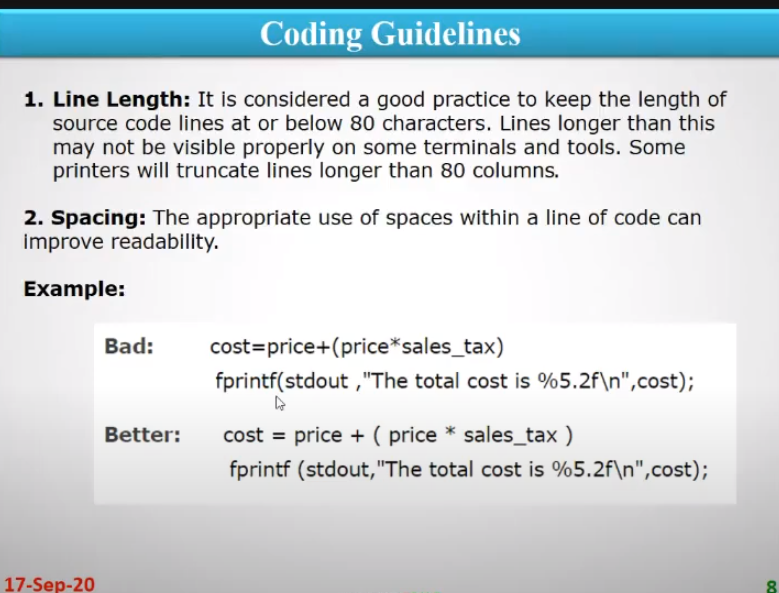 Coding Guidelines
1. Line Length: It is considered a good practice to keep the length of
source code lines at or below 80 characters. Lines longer than this
may not be visible properly on some terminals and tools. Some
printers will truncate lines longer than 80 columns.
2. Spacing: The appropriate use of spaces within a line of code can
improve readability.
Example:
Bad: cost=price+(price*sales_tax)
fprintf(stdout ,"The total cost is %5.2f\n",cost);
Better: cost = price + ( price * sales_tax )
fprintf (stdout,"The total cost is %5.2f\n",cost);
17-Sep-20 8